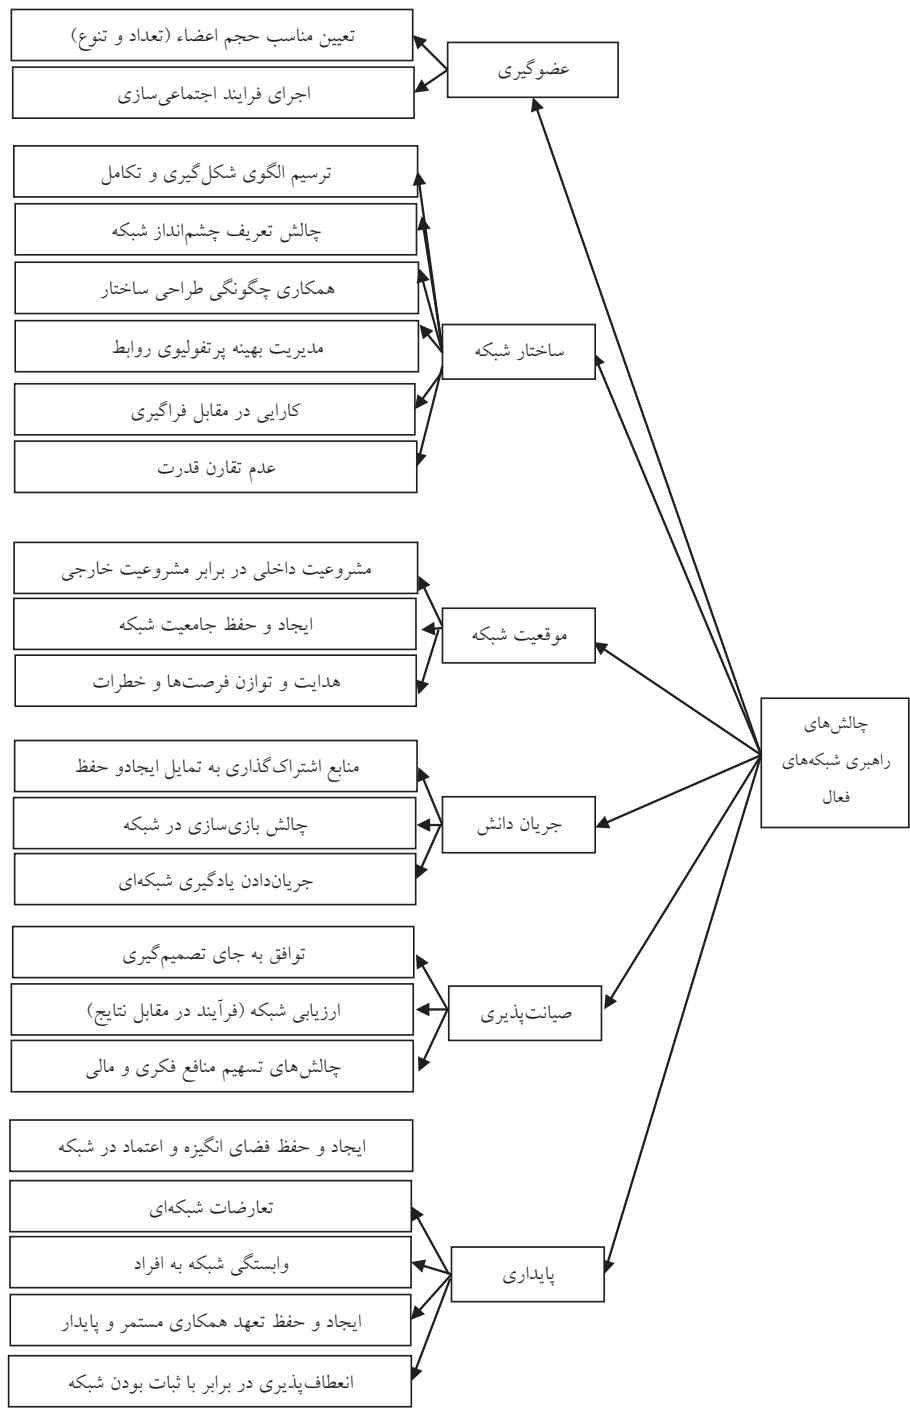 چالش‌های
راهبری شبکه‌های
فعال
عضوگیری
تعیین مناسب حجم اعضاء (تعداد و تنوع)
اجرای فرایند اجتماعی‌سازی
ساختار شبکه
ترسیم الگوی شکل‌گیری و تکامل
چالش تعریف چشم‌انداز شبکه
همکاری چگونگی طراحی ساختار
مدیریت بهینه پرتفولیوی روابط
کارایی در مقابل فراگیری
عدم تقارن قدرت
موقعیت شبکه
مشروعیت داخلی در برابر مشروعیت خارجی
ایجاد و حفظ جامعیت شبکه
هدایت و توازن فرصت‌ها و خطرات
جریان دانش
منابع اشتراک‌گذاری به تمایل ایجادو حفظ
چالش بازی‌سازی در شبکه
جریان‌دادن یادگیری شبکه‌ای
صیانت‌پذیری
توافق به جای تصمیم‌گیری
ارزیابی شبکه (فرآیند در مقابل نتایج)
چالش‌های تسهیم منافع فکری و مالی
پایداری
ایجاد و حفظ فضای انگیزه و اعتماد در شبکه
تعارضات شبکه‌ای
وابستگی شبکه به افراد
ایجاد و حفظ تعهد همکاری مستمر و پایدار
انعطاف‌پذیری در برابر با ثبات بودن شبکه